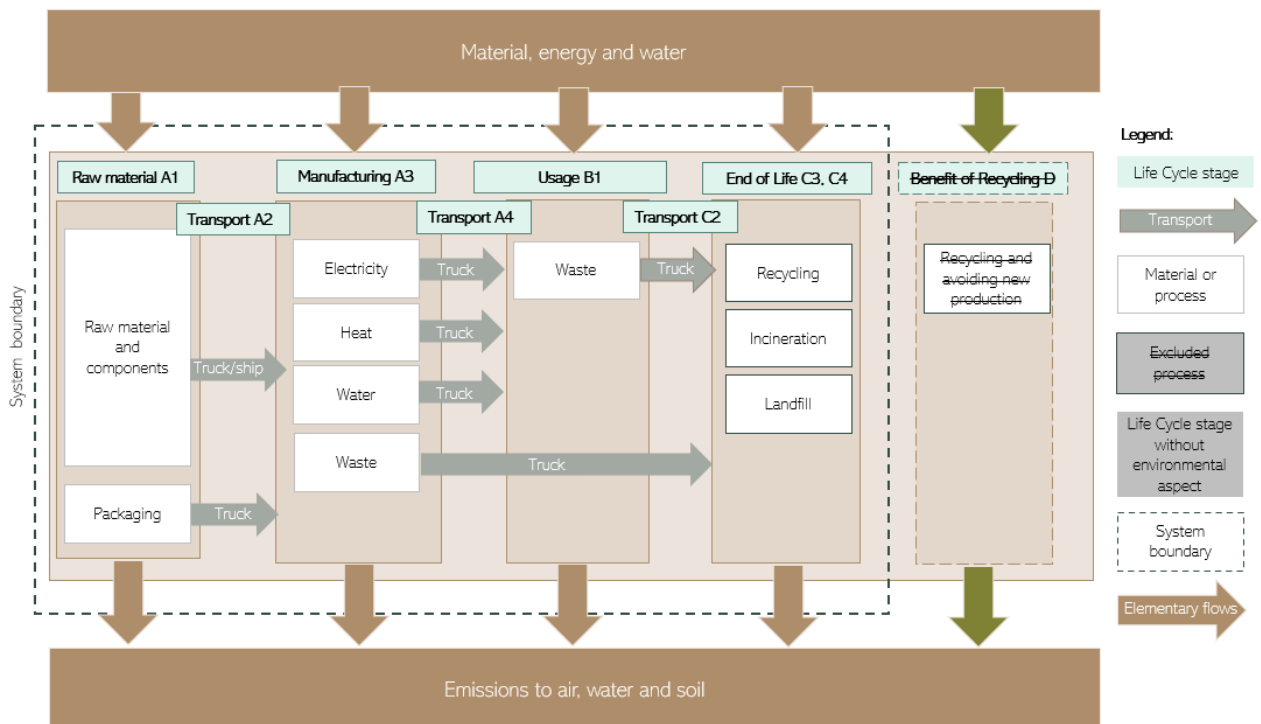 Material, energy and water
System boundary
Raw material A1
Manufacturing A3
Usage B1
End of Life C3, C4
Benefit of Recycling D
Transport A2
Transport A4
Transport C2
Raw material
and
components
Packaging
Truck/ship
Truck
Electricity
Heat
Water
Waste
Truck
Truck
Truck
Truck
Waste
Truck
Recycling
Incineration
Landfill
Recycling and
avoiding new
production
Emissions to air, water and soil
Legend:
Life Cycle stage
Transport
Material or
process
Excluded
process
Life Cycle stage
without
environmental
aspect
System
boundary
Elementary flows